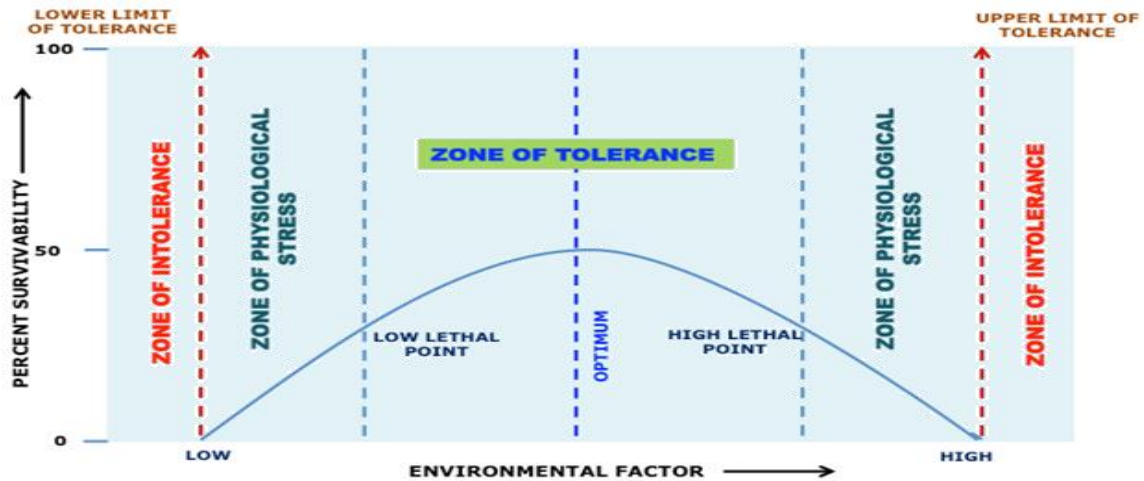 LOWER LIMIT
OF TOLERANCE
UPPER LIMIT OF
TOLERANCE
100
50
0
PERCENT SURVIVABILITY
ZONE OF INTOLERANCE
ZONE OF PHYSIOLOGICAL
STRESS
ZONE OF TOLERANCE
LOW LETHAL
POINT
OPTIMUM
HIGH LETHAL
POINT
ZONE OF PHYSIOLOGICAL
STRESS
ZONE OF INTOLERANCE
LOW
HIGH
ENVIRONMENTAL FACTOR